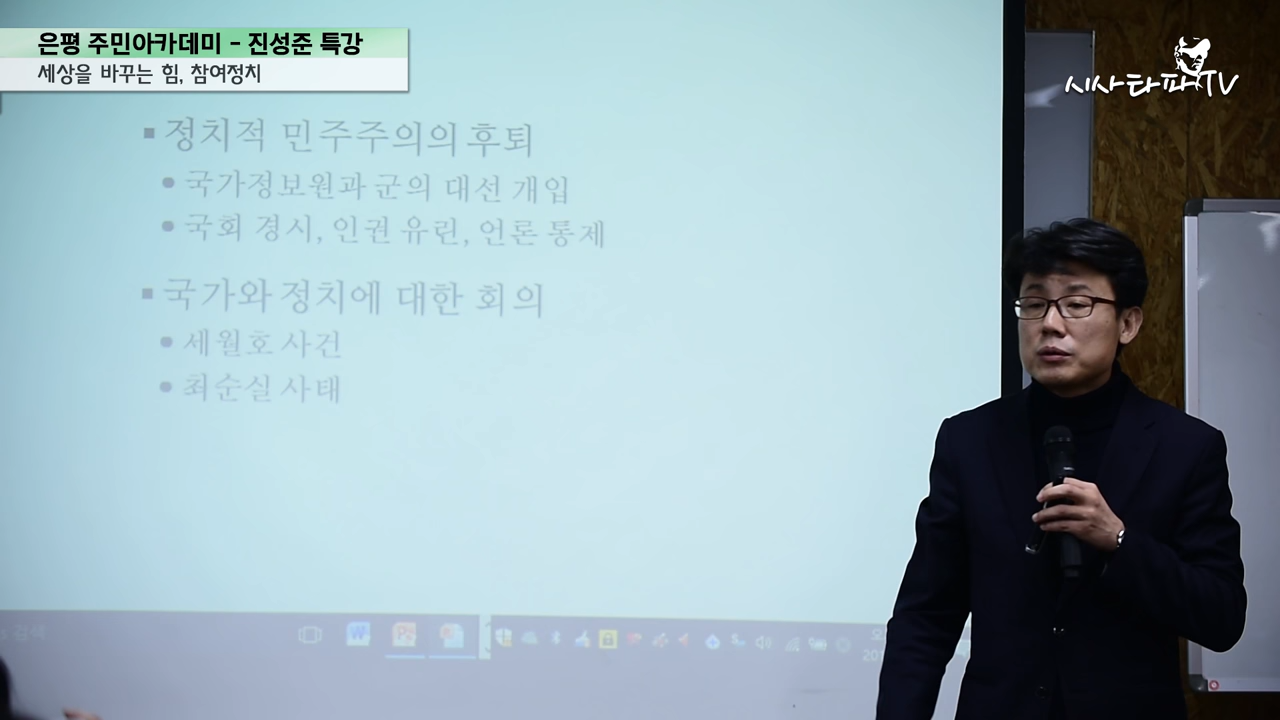 은평 주민아카데미 - 진성준 특강
세상을 바꾸는 힘, 참여정치
시사타파TV
▪ 정치적 민주주의의 후퇴
• 국가정보원과 군의 대선 개입
• 국회 경시, 인권 유린, 언론 통제
▪ 국가와 정치에 대한 회의
• 세월호 사건
• 최순실 사태
검색